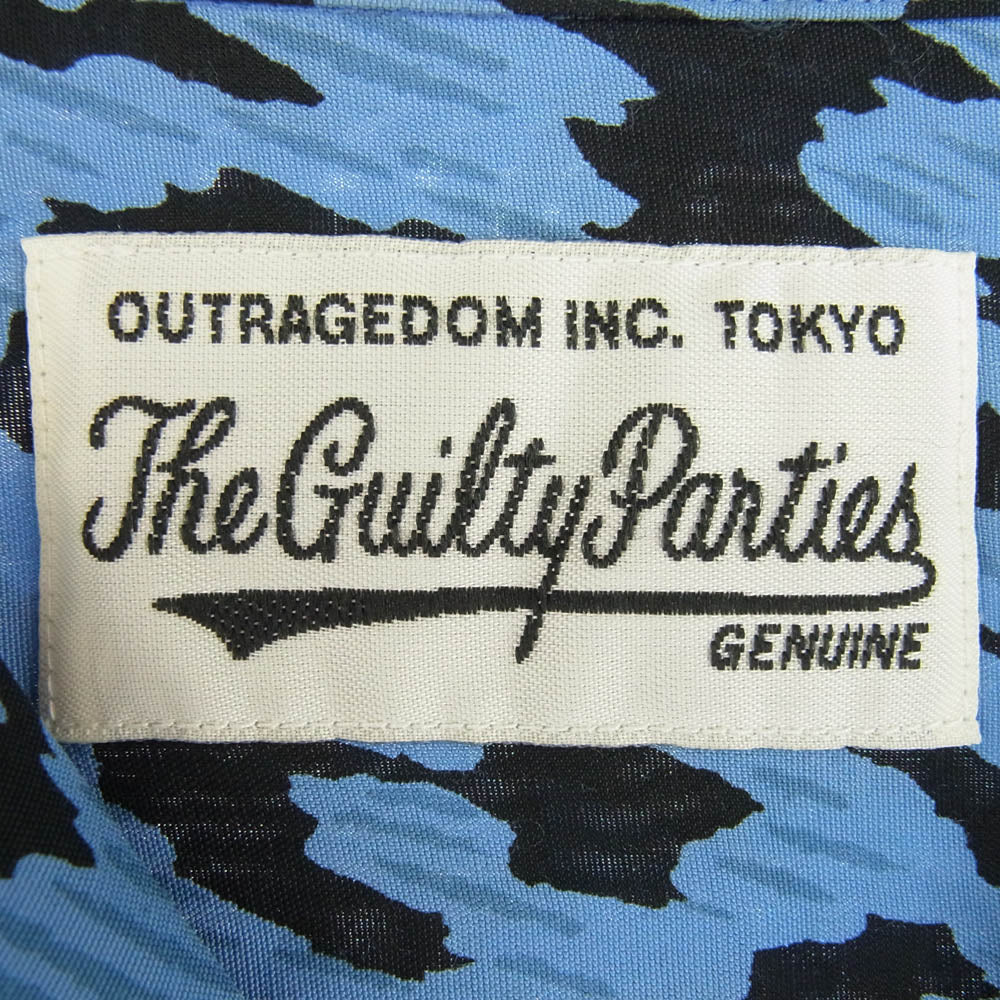 OUTRAGEDOM INC. TOKYO
The Guilty Parties
GENUINE